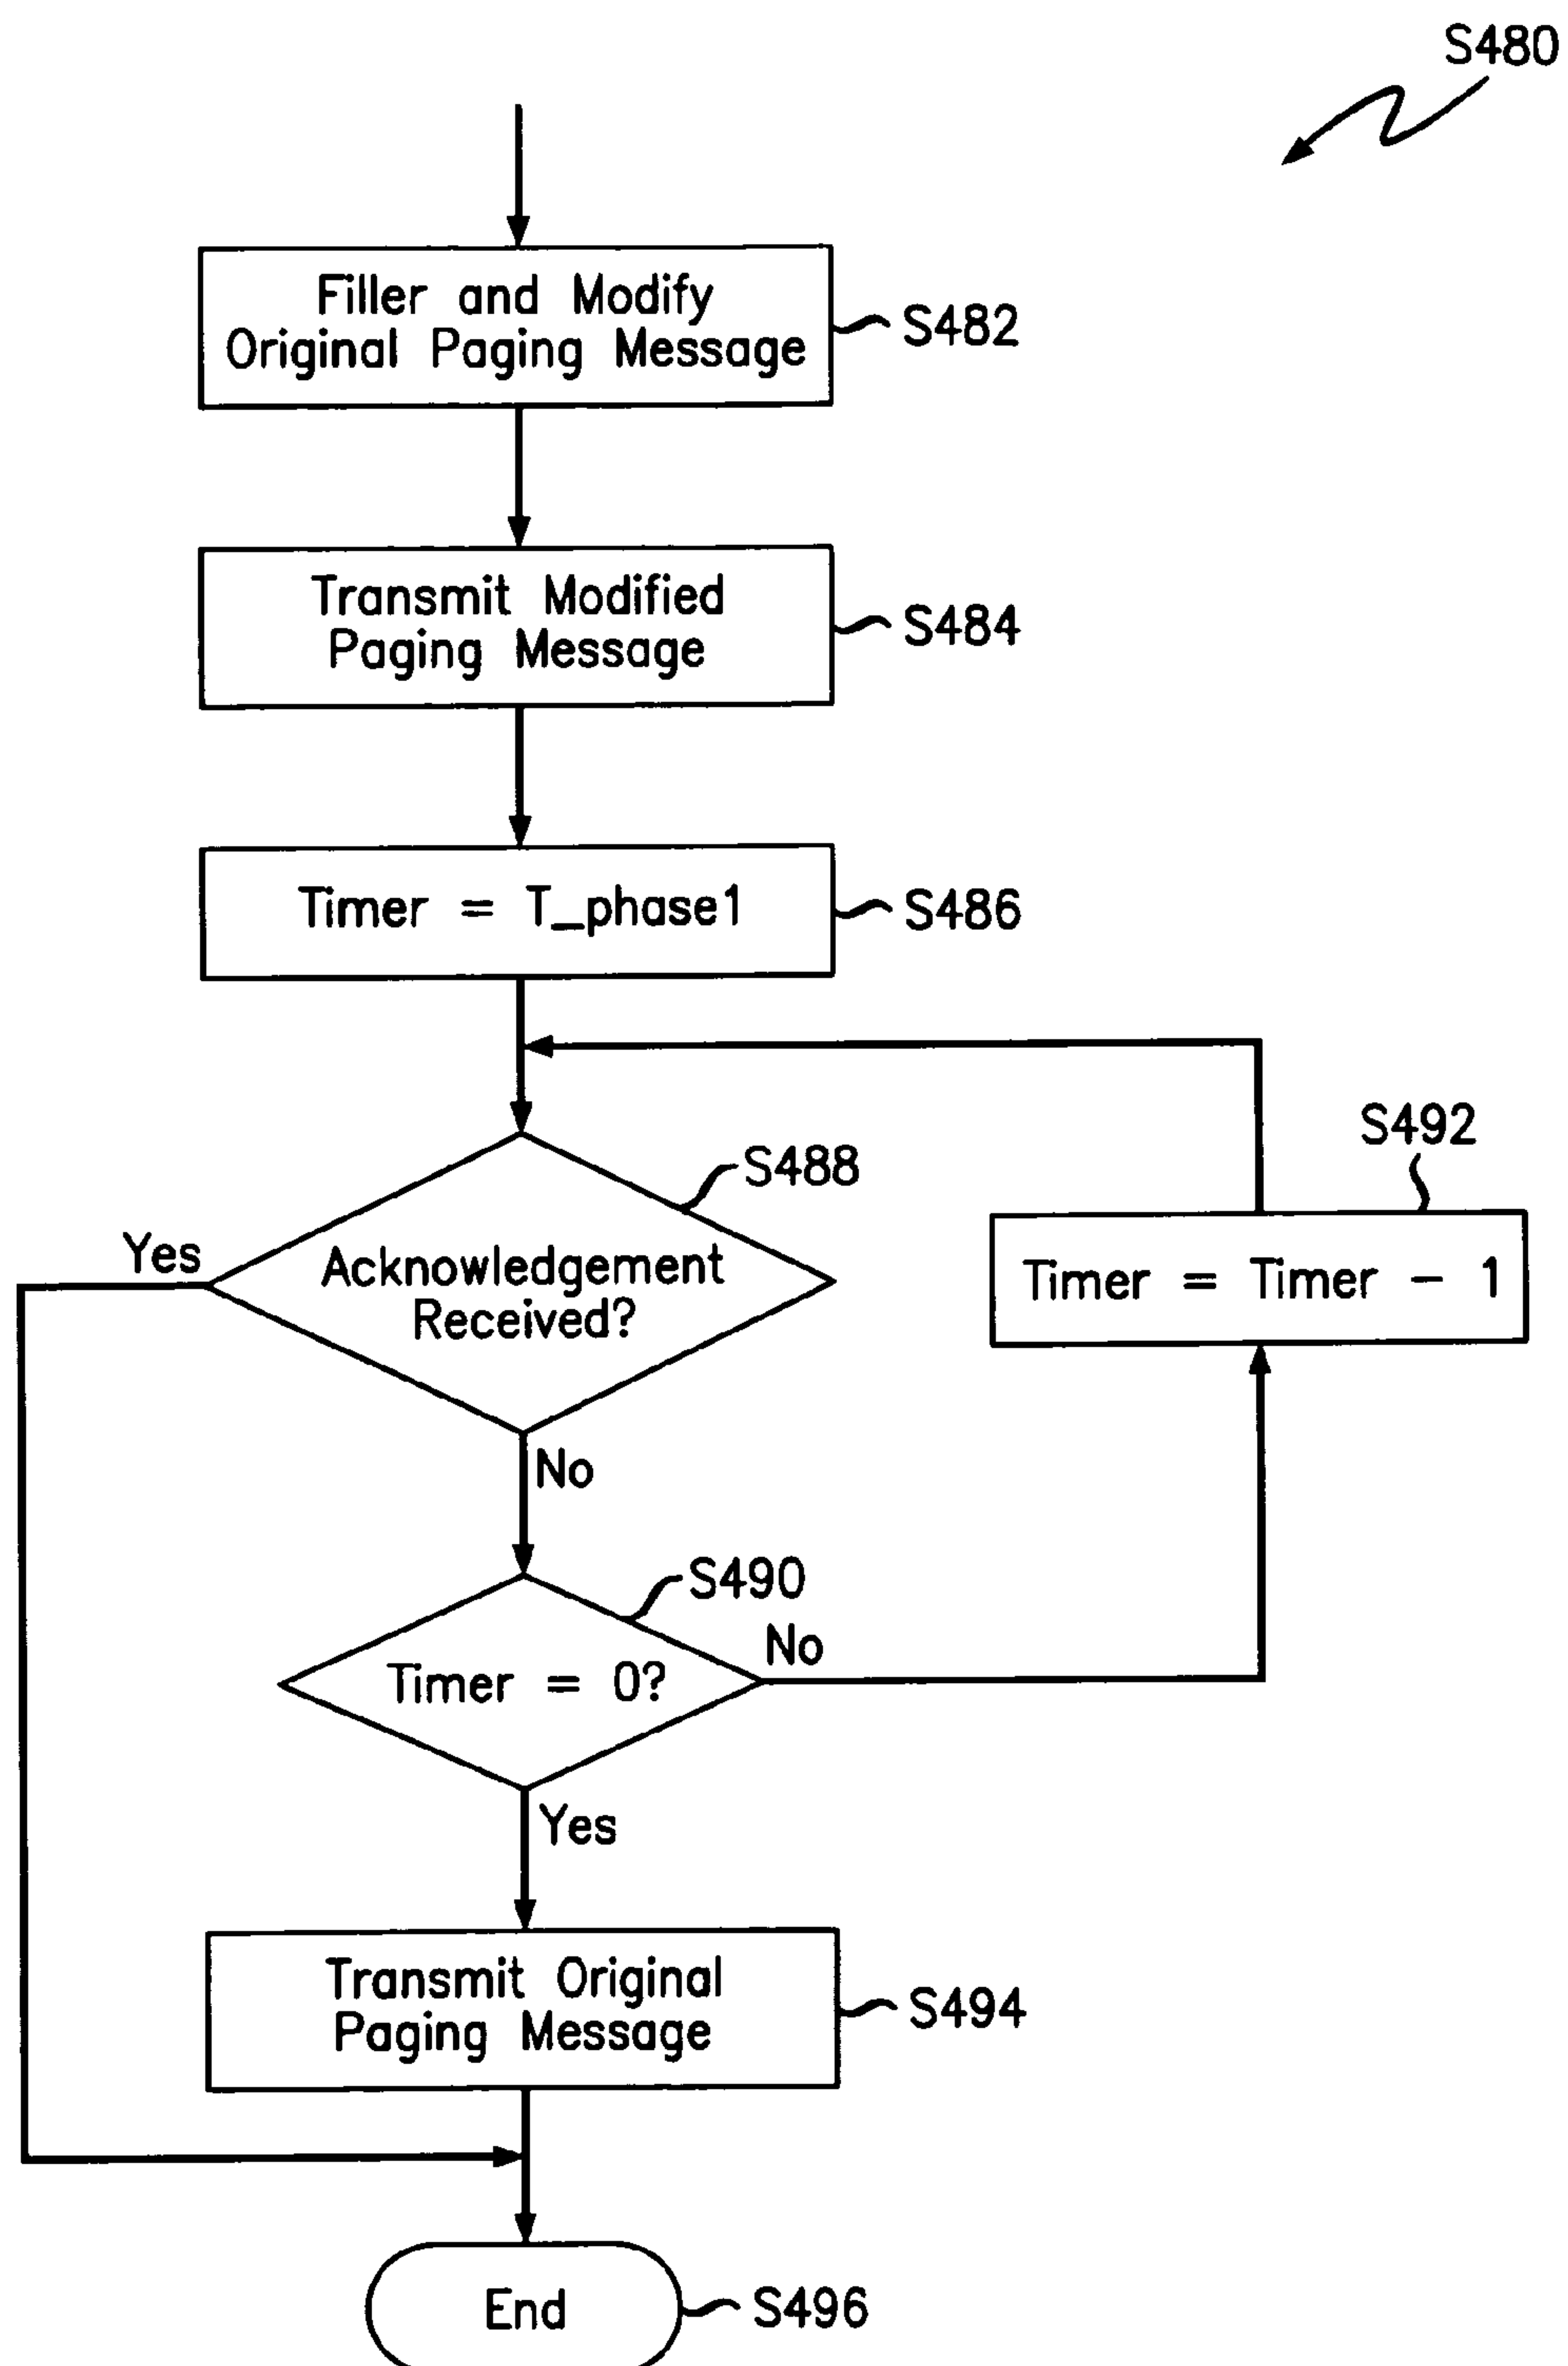 S480
Filler and Modify
Original Paging Message
S482
Transmit Modified
Paging Message
S484
Timer = T_phase1
S486
S488
Acknowledgement
Received?
Yes
No
S492
Timer = Timer - 1
S490
Timer = 0?
No
Yes
Transmit Original
Paging Message
S494
End
S496